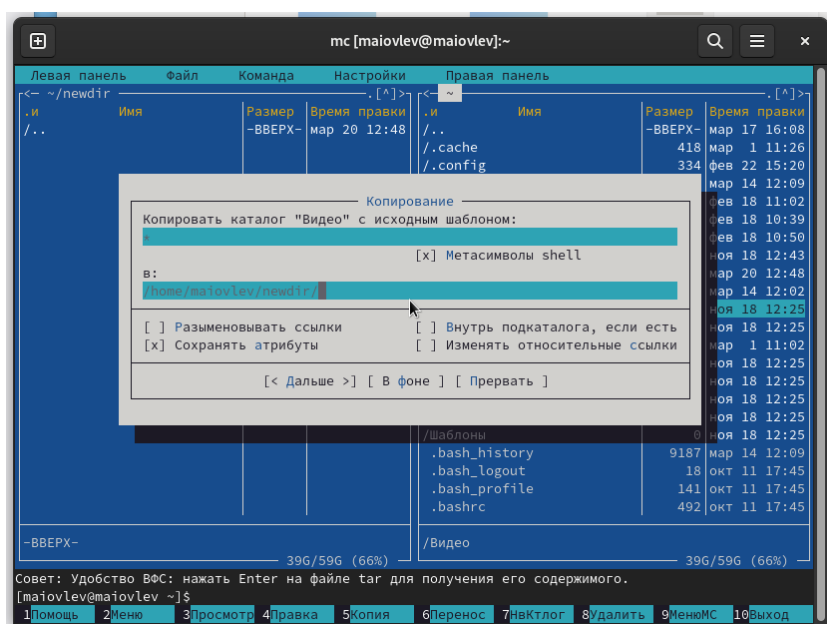 mc [maiovlev@maiovlev]:~
Левая панель Файл Команда Настройки Правая панель
<— ~/newdir .[^]> <— ~ .[^]>
.и Имя Размер Время правки .и Имя Размер Время правки
/.. -ВВЕРХ- мар 20 12:48 /.. -ВВЕРХ- мар 17 16:08
/.cache 418 мар 1 11:26
/.config 334 фев 22 15:20
мар 14 12:09
фев 18 11:02
Копирование
Копировать каталог "Видео" с исходным шаблоном:
фев 18 10:39
*
фев 18 10:50
[x] Метасимволы shell
ноя 18 12:43
в:
мар 20 12:48
/home/maiovlev/newdir/
мар 14 12:02
ноя 18 12:25
[ ] Разыменовывать ссылки [ ] Внутрь подкаталога, если есть
ноя 18 12:25
[x] Сохранять атрибуты [ ] Изменять относительные ссылки
мар 1 11:02
ноя 18 12:25
[< Дальше >] [ В фоне ] [ Прервать ]
ноя 18 12:25
ноя 18 12:25
ноя 18 12:25
/Шаблоны 0 ноя 18 12:25
.bash_history 9187 мар 14 12:09
.bash_logout 18 окт 11 17:45
.bash_profile 141 окт 11 17:45
.bashrc 492 окт 11 17:45
-ВВЕРХ- /Видео
39G/59G (66%) 39G/59G (66%)
Совет: Удобство ВФС: нажать Enter на файле tar для получения его содержимого.
[maiovlev@maiovlev ~]$
1Помощь 2Меню 3Просмотр 4Правка 5Копия 6Перенос 7НвКтлог 8Удалить 9МенюMC 10Выход